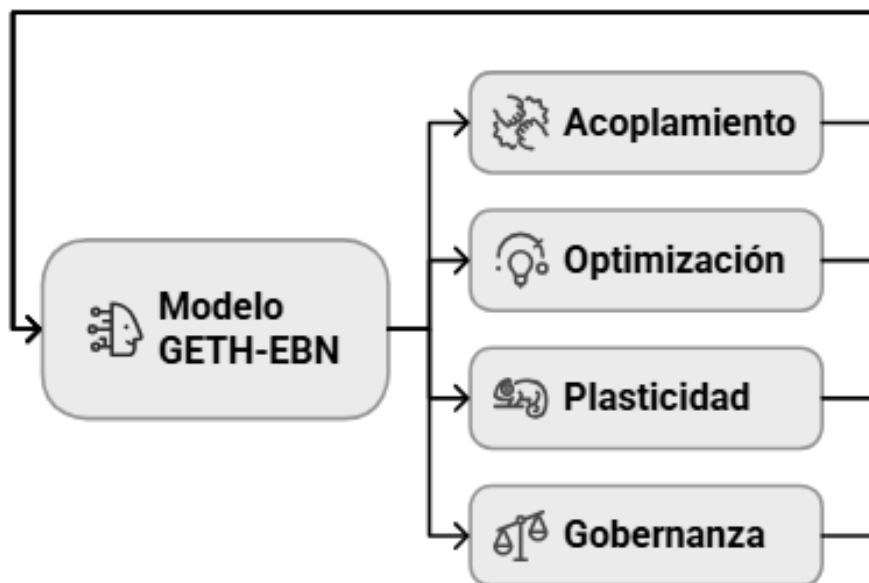 Acoplamiento
Optimización
Modelo
GETH-EBN
Plasticidad
Gobernanza